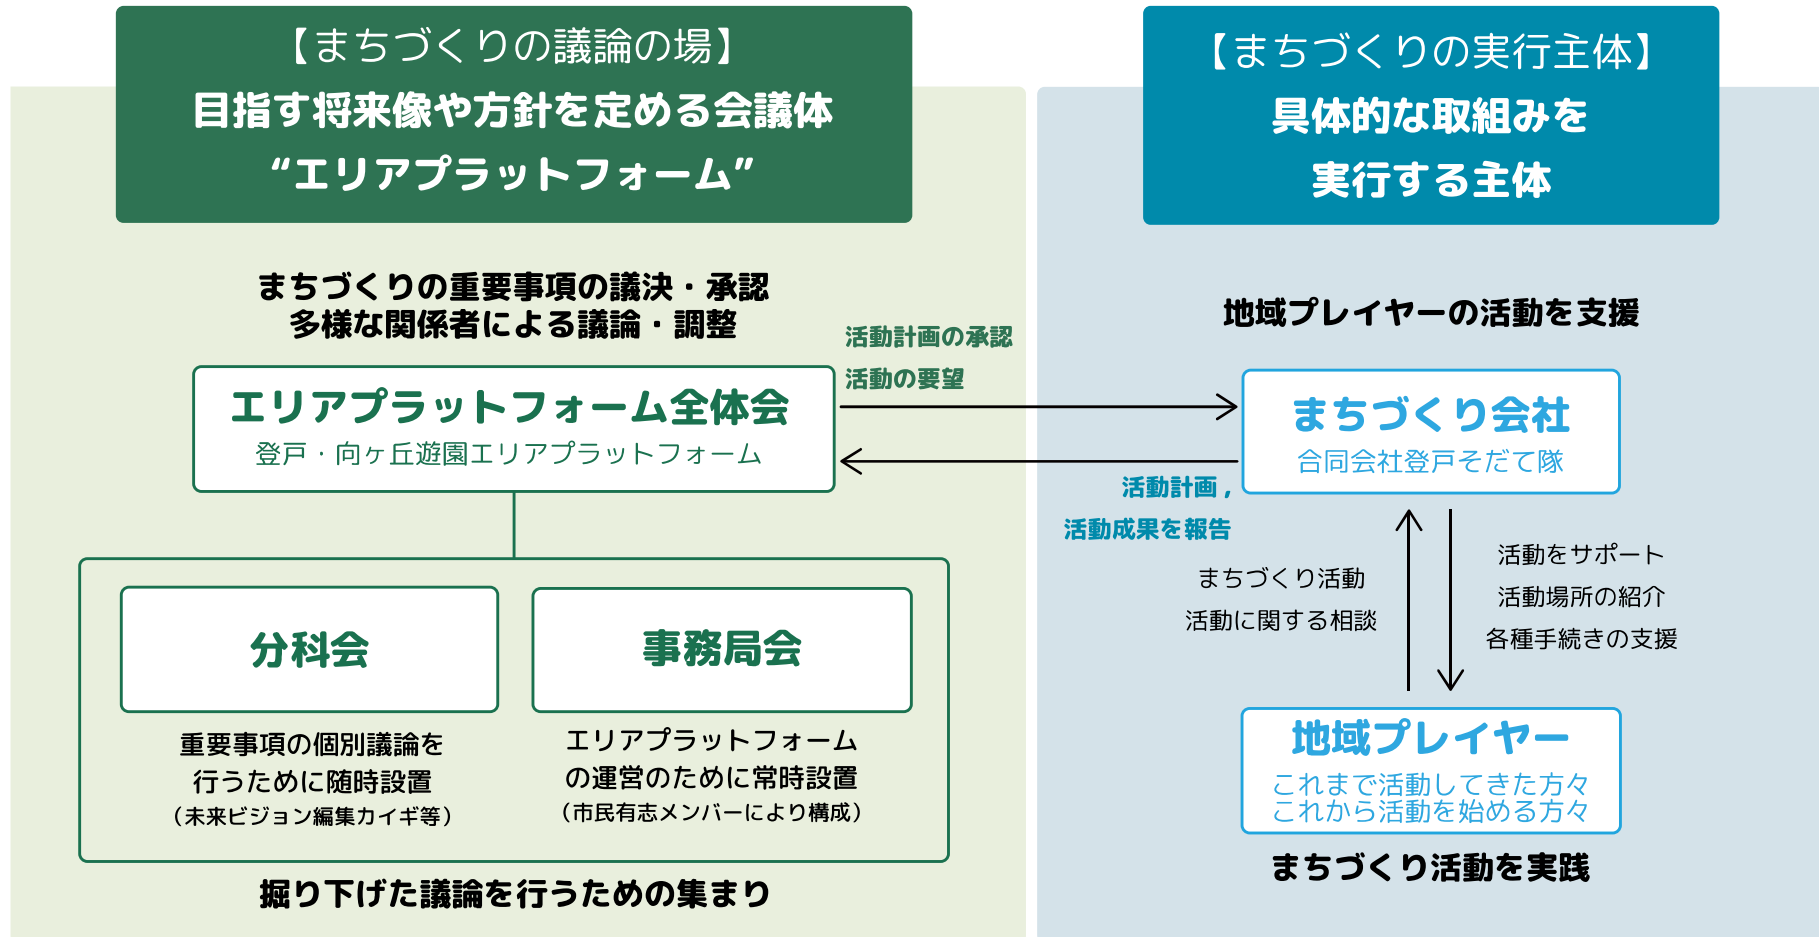 【まちづくりの議論の場】
目指す将来像や方針を定める会議体
“エリアプラットフォーム”
まちづくりの重要事項の議決・承認
多様な関係者による議論・調整
エリアプラットフォーム全体会
登戸・向ヶ丘遊園エリアプラットフォーム
分科会
重要事項の個別議論を
行うために随時設置
（未来ビジョン編集カイギ等）
事務局会
エリアプラットフォーム
の運営のために常時設置
（市民有志メンバーにより構成）
掘り下げた議論を行うための集まり
活動計画の承認
活動の要望
活動計画，
活動成果を報告
【まちづくりの実行主体】
具体的な取組みを
実行する主体
地域プレイヤーの活動を支援
まちづくり会社
合同会社登戸そだて隊
まちづくり活動
活動に関する相談
活動をサポート
活動場所の紹介
各種手続きの支援
地域プレイヤー
これまで活動してきた方々
これから活動を始める方々
まちづくり活動を実践